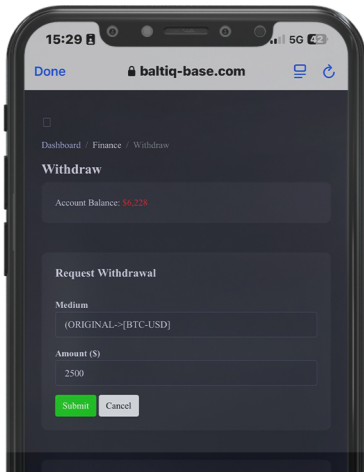 15:29
5G 42
Done
baltiq-base.com
Dashboard / Finance / Withdraw
Withdraw
Account Balance: $6,228
Request Withdrawal
Medium
(ORIGINAL->[BTC-USD]
Amount ($)
2500
Submit Cancel